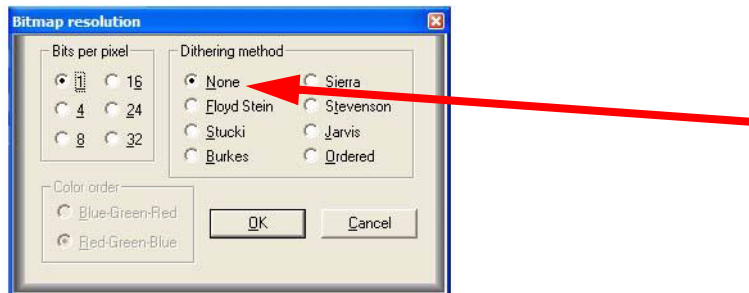 Bitmap resolution
Bits per pixel
1 16
4 24
8 32
Dithering method
None Sierra
Floyd Stein Stevenson
Stucki Jarvis
Burkes Ordered
Color order
Blue-Green-Red
Red-Green-Blue
OK Cancel